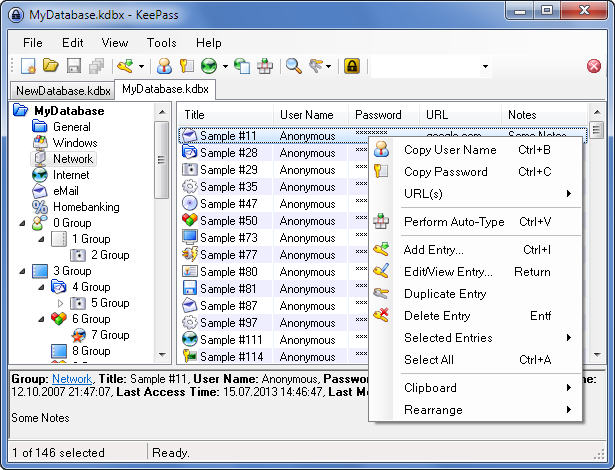 MyDatabase.kdbx - KeePass
File Edit View Tools Help
NewDatabase.kdbx MyDatabase.kdbx
MyDatabase
General
Windows
Network
Internet
eMail
Homebanking
0 Group
1 Group
2 Group
3 Group
4 Group
5 Group
6 Group
7 Group
8 Group
Title User Name Password URL Notes
Sample #11 Anonymous ******** google.com Some Notes
Sample #28 Anonymous
Sample #29 Anonymous
Sample #35 Anonymous
Sample #47 Anonymous
Sample #50 Anonymous
Sample #73 Anonymous
Sample #77 Anonymous
Sample #80 Anonymous
Sample #81 Anonymous
Sample #87 Anonymous
Sample #97 Anonymous
Sample #111 Anonymous
Sample #114 Anonymous
Copy User Name Ctrl+B
Copy Password Ctrl+C
URL(s)
Perform Auto-Type Ctrl+V
Add Entry... Ctrl+I
Edit/View Entry... Return
Duplicate Entry
Delete Entry Entf
Selected Entries
Select All Ctrl+A
Clipboard
Rearrange
Group: Network, Title: Sample #11, User Name: Anonymous, me:
12.10.2007 21:47:07, Last Access Time: 15.07.2013 14:46:47, Last
Some Notes
1 of 146 selected Ready.